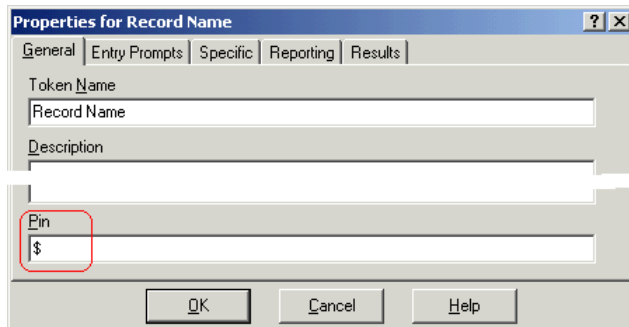 Properties for Record Name ? X
General Entry Prompts Specific Reporting Results
Token Name
Record Name
Description
Pin
$
OK Cancel Help